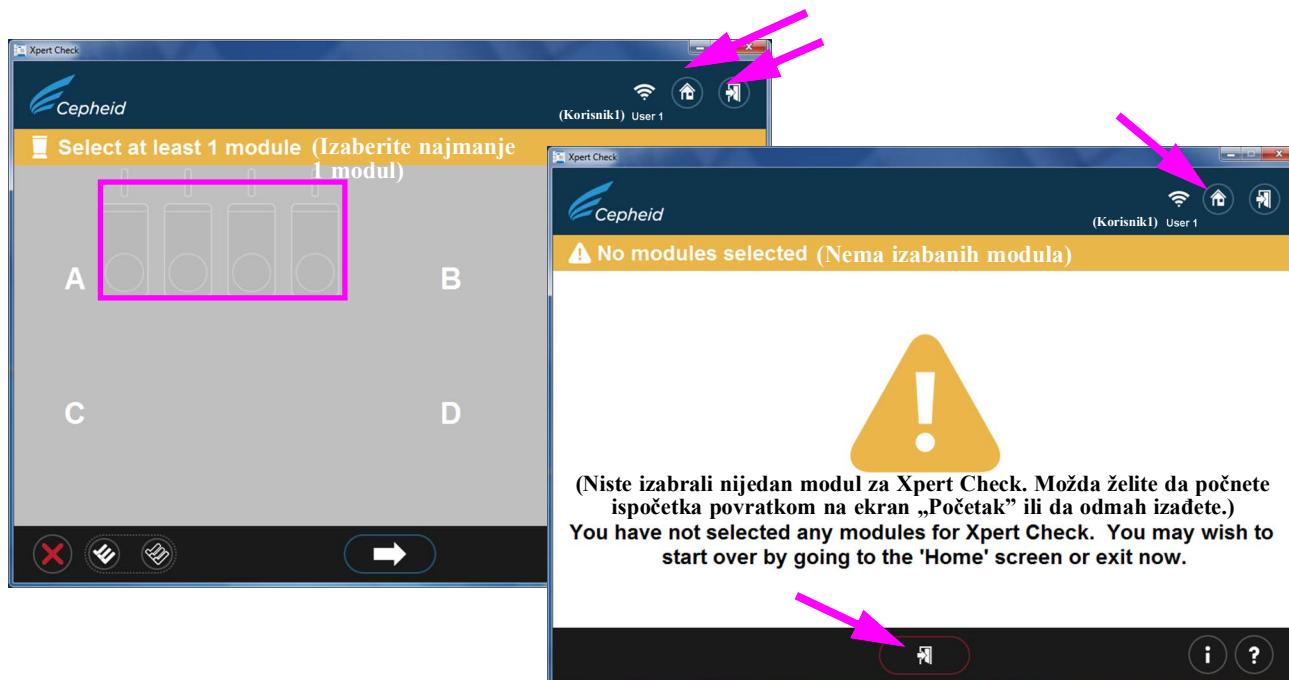 Xpert Check
Cepheid
(Korisnik1) User 1
Select at least 1 module (Izaberite najmanje
1 modul)
A
B
C
D
Xpert Check
Cepheid
(Korisnik1) User 1
No modules selected (Nema izabanih modula)
(Niste izabrali nijedan modul za Xpert Check. Možda želite da počnete
ispočetka povratkom na ekran „Početak” ili da odmah izađete.)
You have not selected any modules for Xpert Check. You may wish to
start over by going to the 'Home' screen or exit now.
i ?